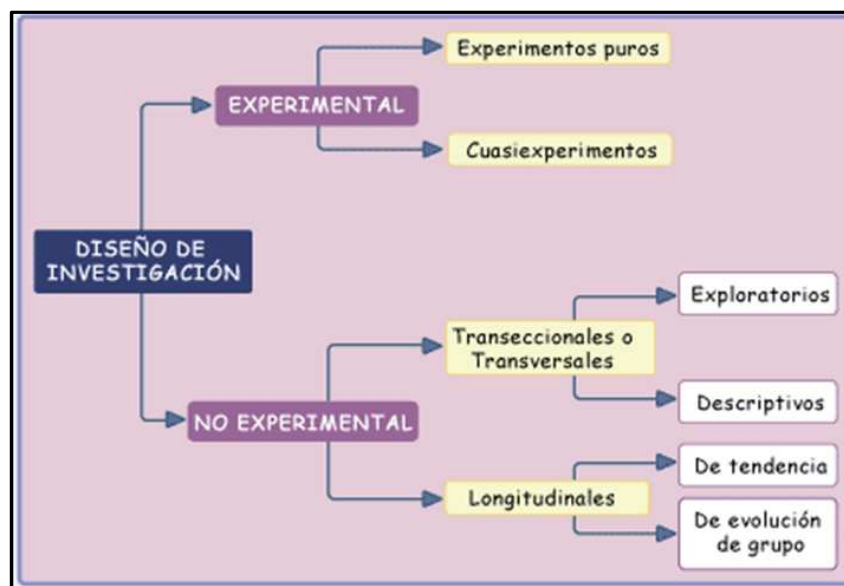 Experimentos puros
EXPERIMENTAL
Cuasiexperimentos
DISEÑO DE
INVESTIGACIÓN
Exploratorios
Transeccionales o
Transversales
Descriptivos
NO EXPERIMENTAL
De tendencia
Longitudinales
De evolución
de grupo